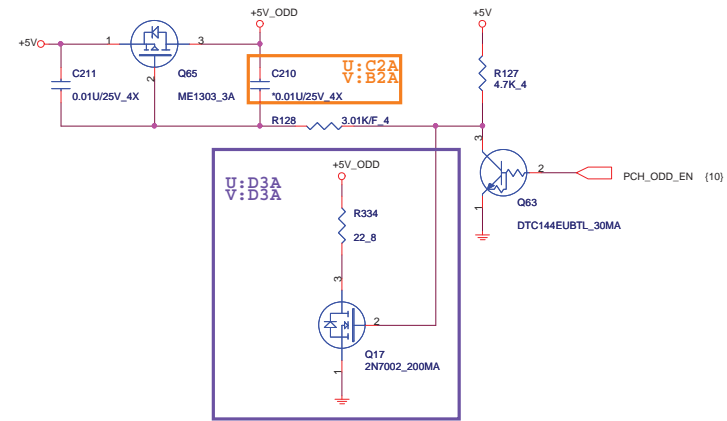 +5V_ODD
+5V
+5V
1
3
2
Q65
ME1303_3A
C211
0.01U/25V_4X
C210
*0.01U/25V_4X
U:C2A
V:B2A
R127
4.7K_4
R128
3.01K/F_4
3
2
1
PCH_ODD_EN {10}
Q63
DTC144EUBTL_30MA
U:D3A
V:D3A
+5V_ODD
R334
22_8
3
2
1
Q17
2N7002_200MA